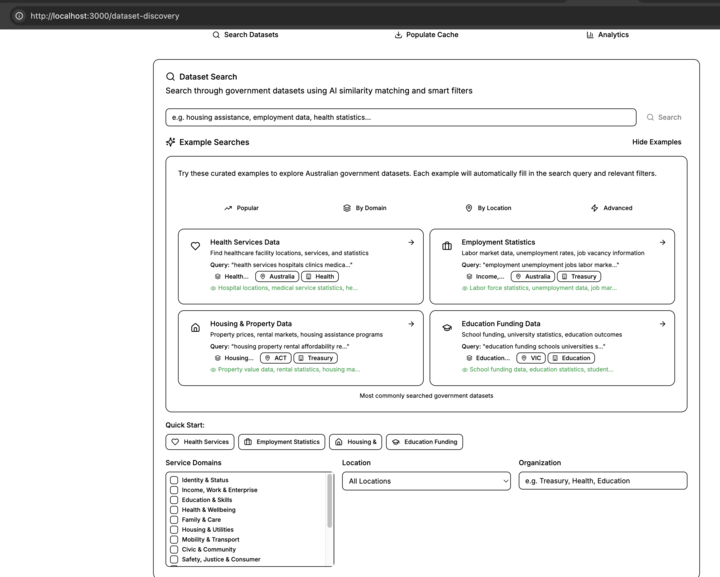 http://localhost:3000/dataset-discovery
Search Datasets
Populate Cache
Analytics
Dataset Search
Search through government datasets using AI similarity matching and smart filters
e.g. housing assistance, employment data, health statistics...
Search
Example Searches
Hide Examples
Try these curated examples to explore Australian government datasets. Each example will automatically fill in the search query and relevant filters.
Popular
By Domain
By Location
Advanced
Health Services Data
Find healthcare facility locations, services, and statistics
Query: "health services hospitals clinics medica..."
Health...
Australia
Health
Hospital locations, medical service statistics, he...
Employment Statistics
Labor market data, unemployment rates, job vacancy information
Query: "employment unemployment jobs labor marke..."
Income,...
Australia
Treasury
Labor force statistics, unemployment data, job mar...
Housing & Property Data
Property prices, rental markets, housing assistance programs
Query: "housing property rental affordability re..."
Housing...
ACT
Treasury
Property value data, rental statistics, housing ma...
Education Funding Data
School funding, university statistics, education outcomes
Query: "education funding schools universities s..."
Education...
VIC
Education
School funding data, education statistics, student...
Most commonly searched government datasets
Quick Start:
Health Services
Employment Statistics
Housing &
Education Funding
Service Domains
Identity & Status
Income, Work & Enterprise
Education & Skills
Health & Wellbeing
Family & Care
Housing & Utilities
Mobility & Transport
Civic & Community
Safety, Justice & Consumer
Location
All Locations
Organization
e.g. Treasury, Health, Education